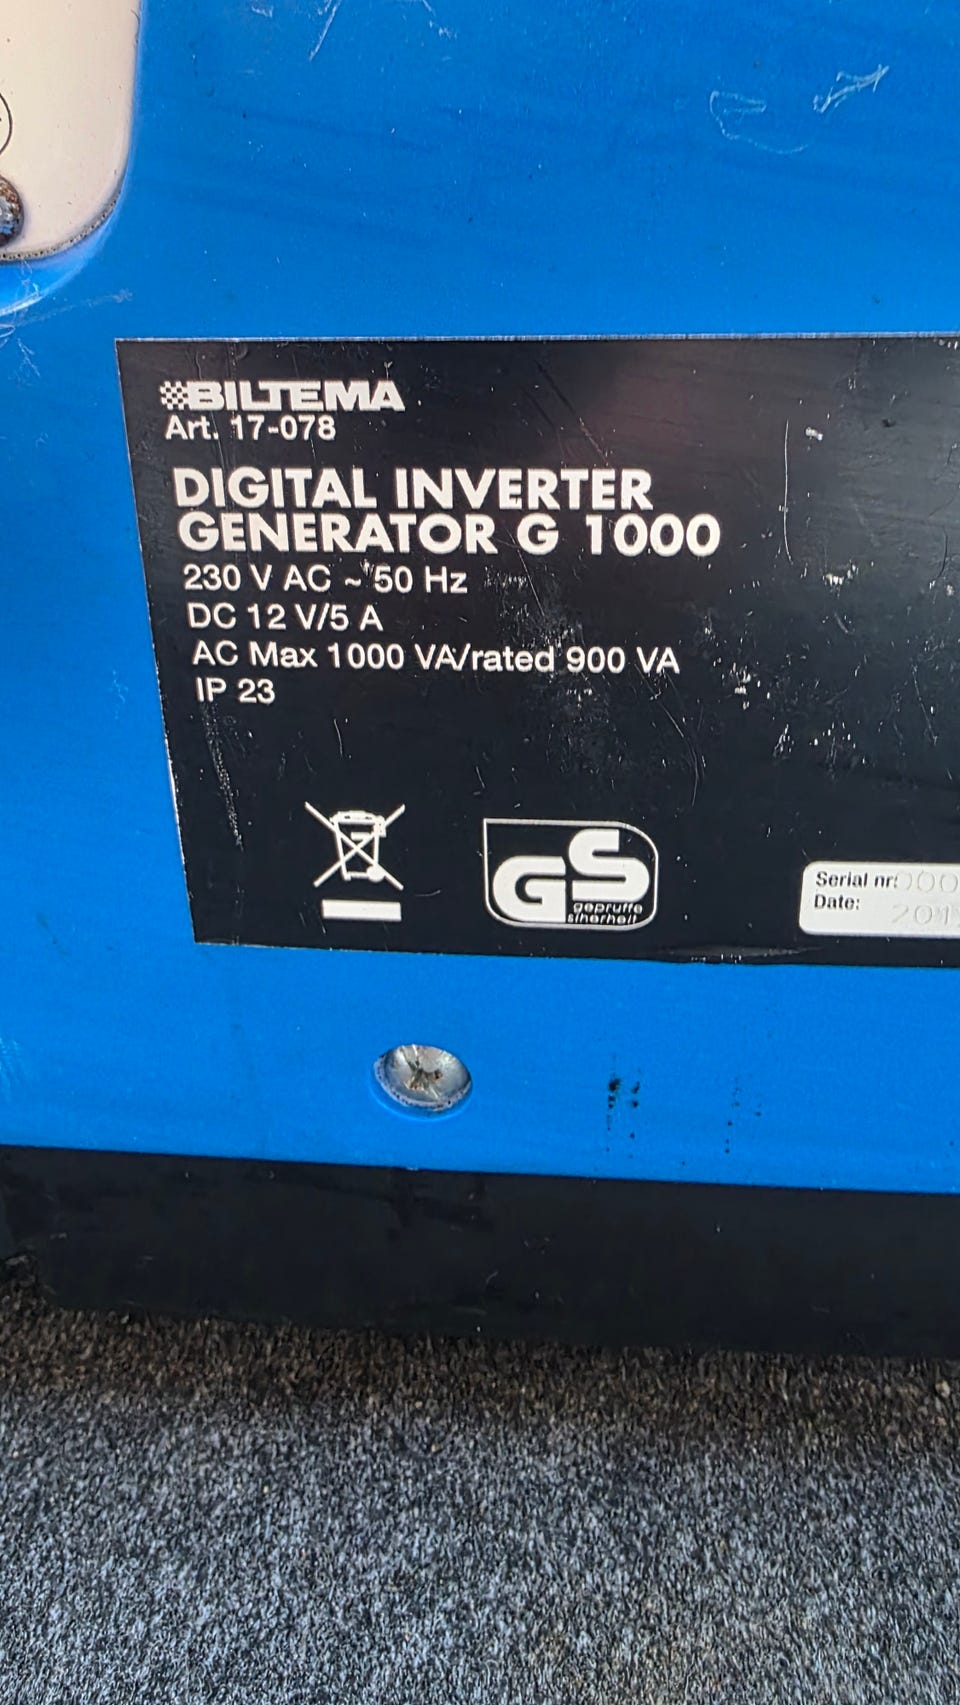 BILTEMA
Art. 17-078
DIGITAL INVERTER
GENERATOR G 1000
230 V AC ~ 50 Hz
DC 12 V/5 A
AC Max 1000 VA/rated 900 VA
IP 23
GS
geprüfte
sicherheit
Serial nr:
Date: